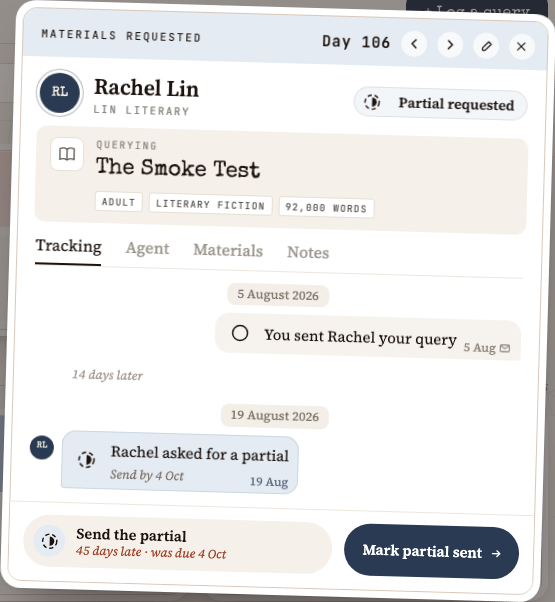 + Log a query
MATERIALS REQUESTED
Day 106
RL
Rachel Lin
LIN LITERARY
Partial requested
QUERYING
The Smoke Test
ADULT
LITERARY FICTION
92,000 WORDS
Tracking
Agent
Materials
Notes
5 August 2026
You sent Rachel your query
5 Aug
14 days later
19 August 2026
RL
Rachel asked for a partial
Send by 4 Oct
19 Aug
Send the partial
45 days late · was due 4 Oct
Mark partial sent →